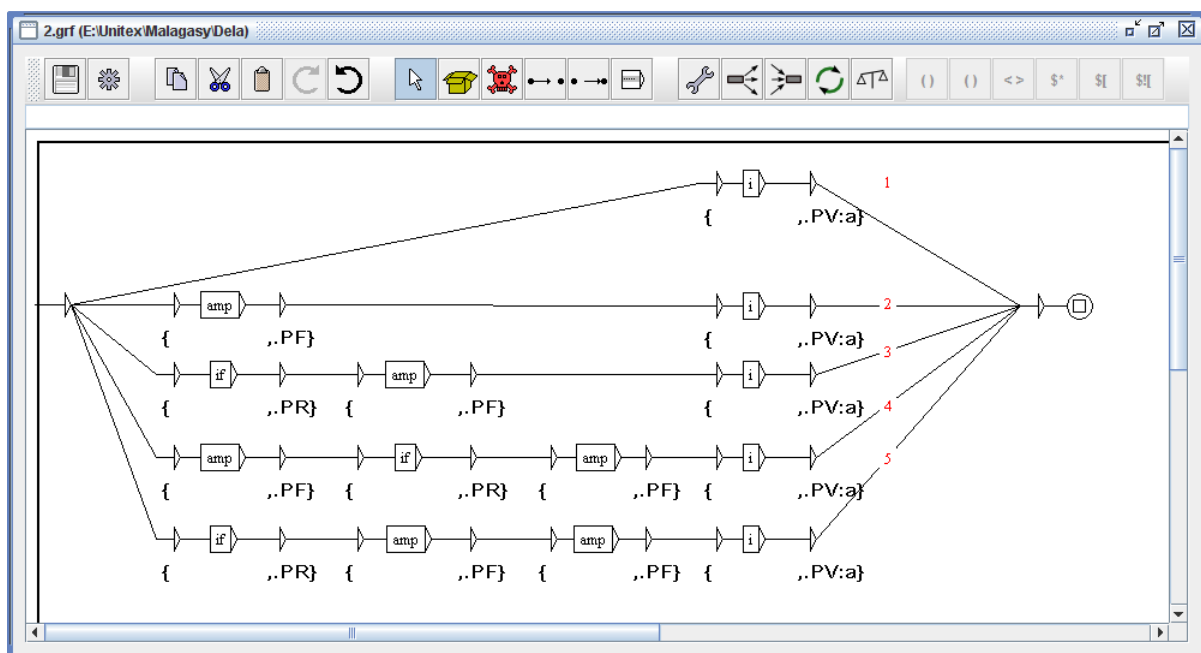 2.grf (E:\Unitex\Malagasy\Dela)
( ) ( ) < > $* $[ $![
i 1
{ ,.PV:a}
amp i 2
{ ,.PF} { ,.PV:a}
if amp i 3
{ ,.PR} { ,.PF} { ,.PV:a} 4
amp if amp i 5
{ ,.PF} { ,.PR} { ,.PF} { ,.PV:a}
if amp amp i
{ ,.PR} { ,.PF} { ,.PF} { ,.PV:a}